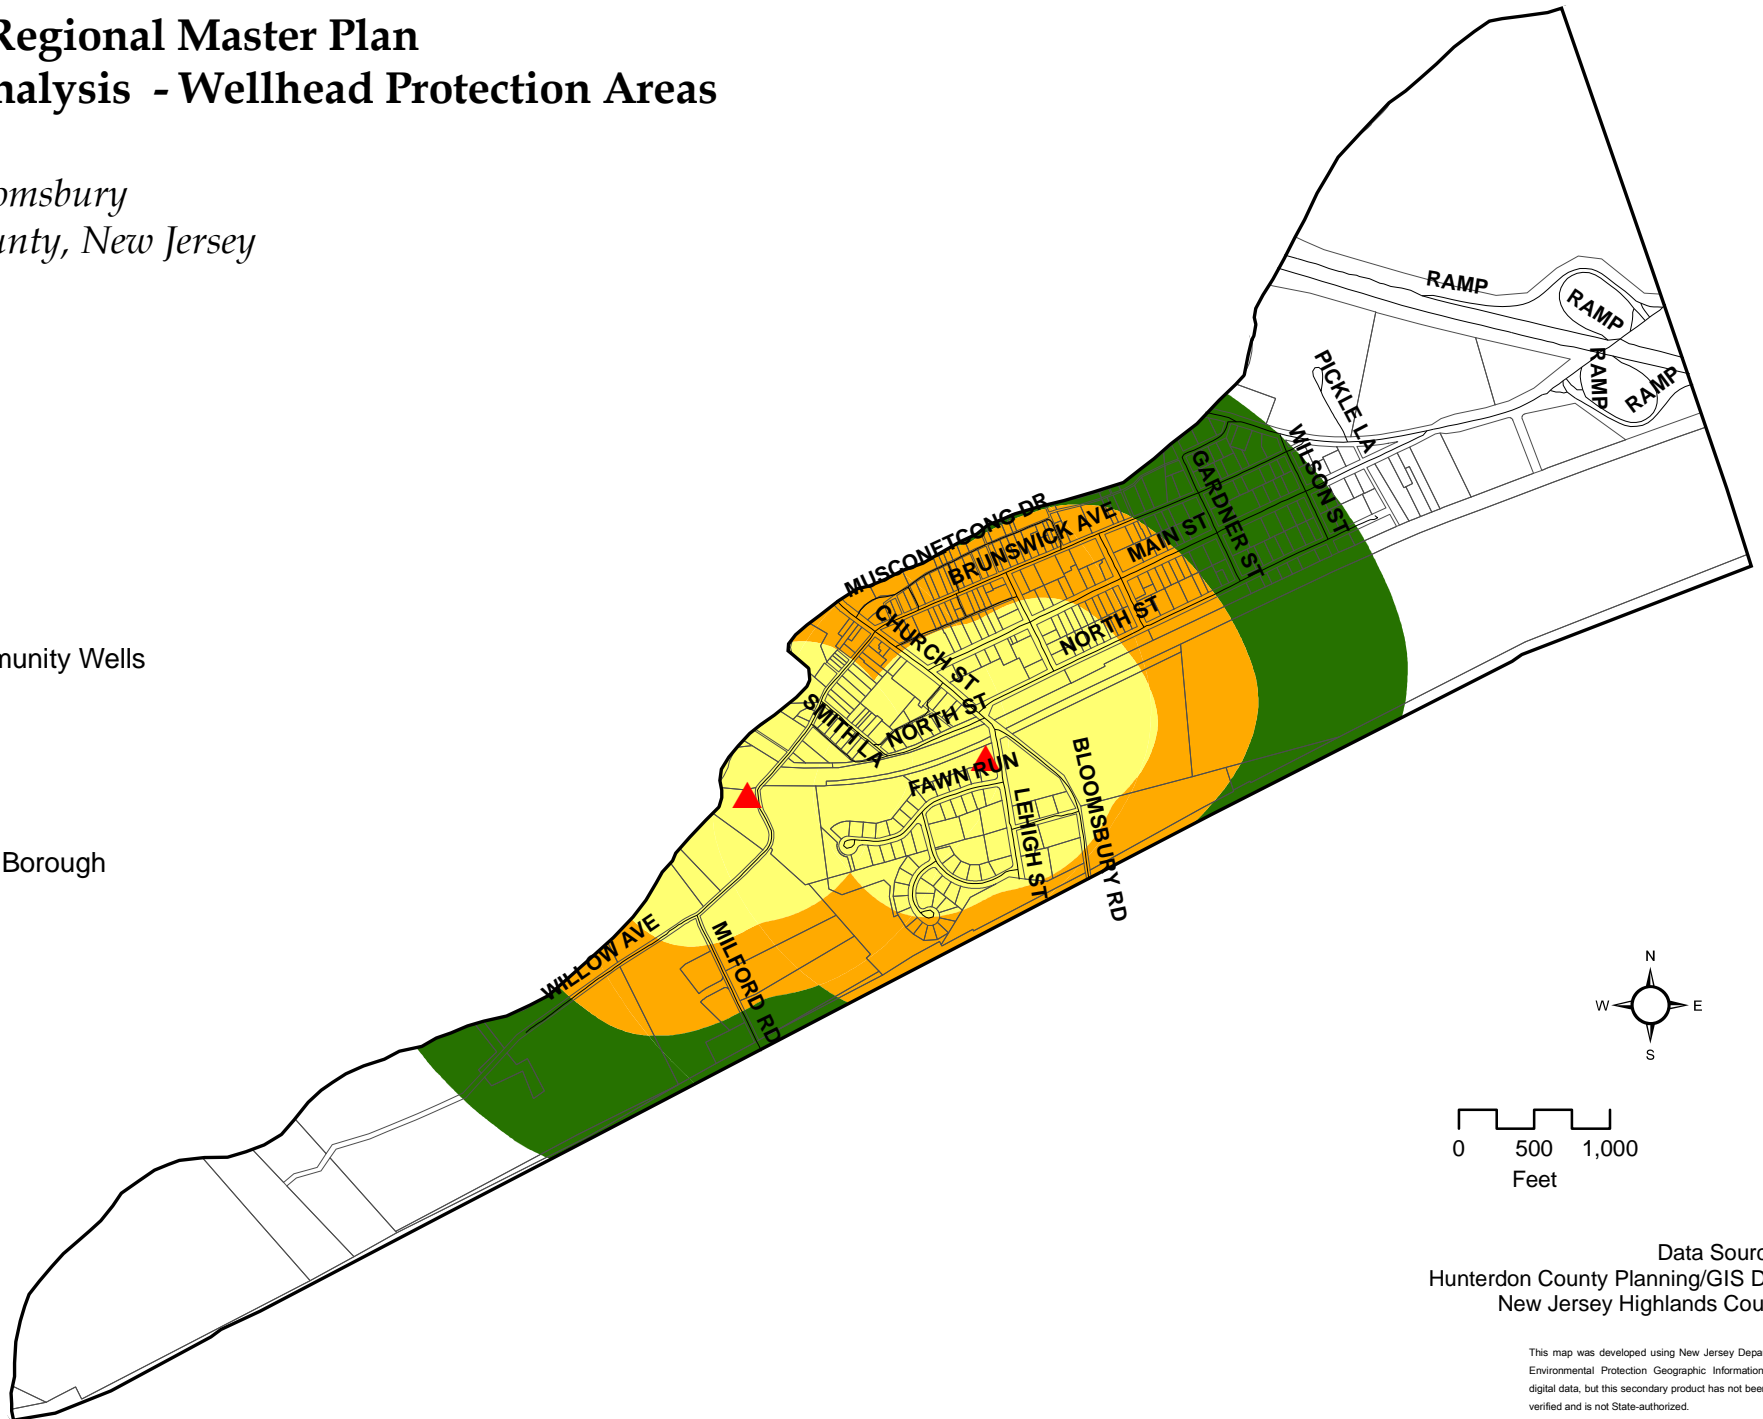 Regional Master Plan
nalysis - Wellhead Protection Areas
omsbury
unty, New Jersey
RAMP
RAMP
RAMP
RAMP
PICKLE LA
WILSON ST
GARDNER ST
MUSCONETCONG DR
BRUNSWICK AVE
MAIN ST
CHURCH ST
NORTH ST
munity Wells
SMITH LA
NORTH ST
FAWN RUN
BLOOMSBURY RD
LEHIGH ST
Borough
WILLOW AVE
MILFORD RD
N
W E
S
0 500 1,000
Feet
Data Sourc
Hunterdon County Planning/GIS D
New Jersey Highlands Cou
This map was developed using New Jersey Depa
Environmental Protection Geographic Information
digital data, but this secondary product has not bee
verified and is not State-authorized.